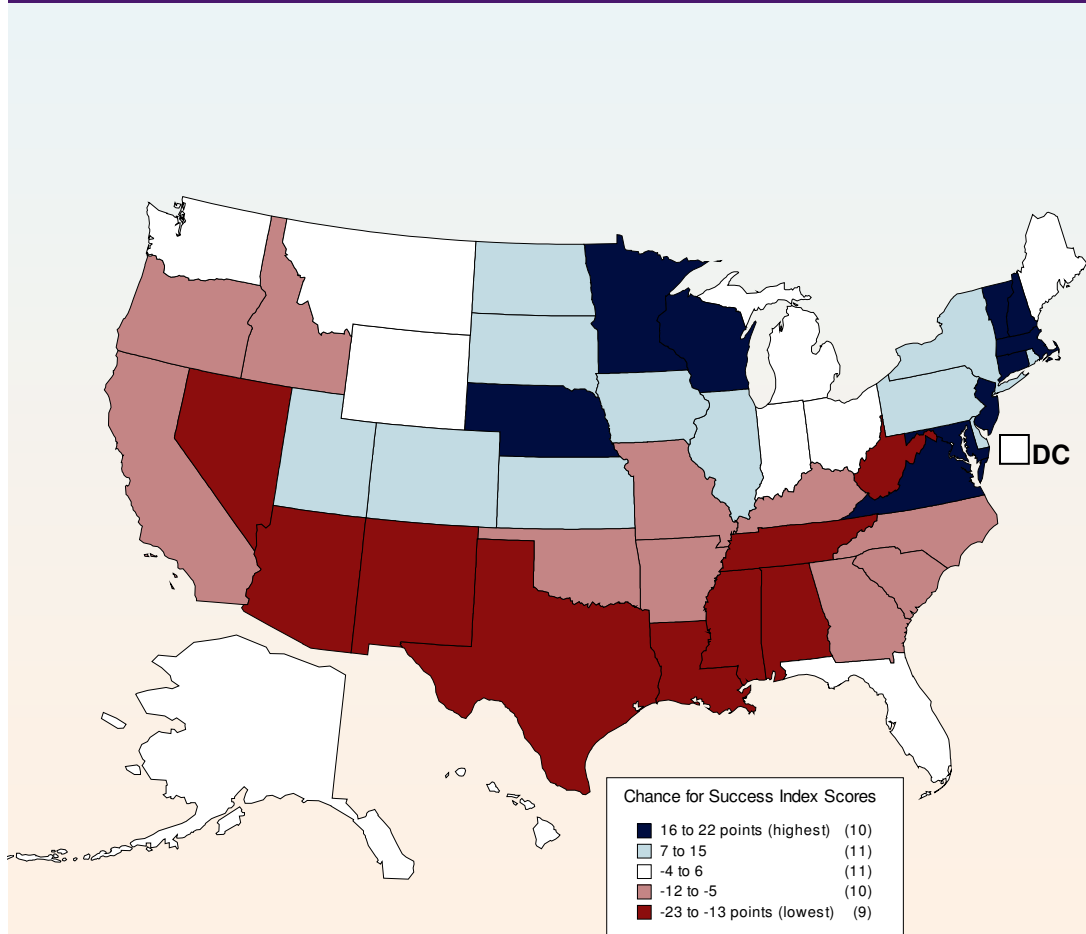 DC
Chance for Success Index Scores
16 to 22 points (highest) (10)
7 to 15 (11)
-4 to 6 (11)
-12 to -5 (10)
-23 to -13 points (lowest) (9)